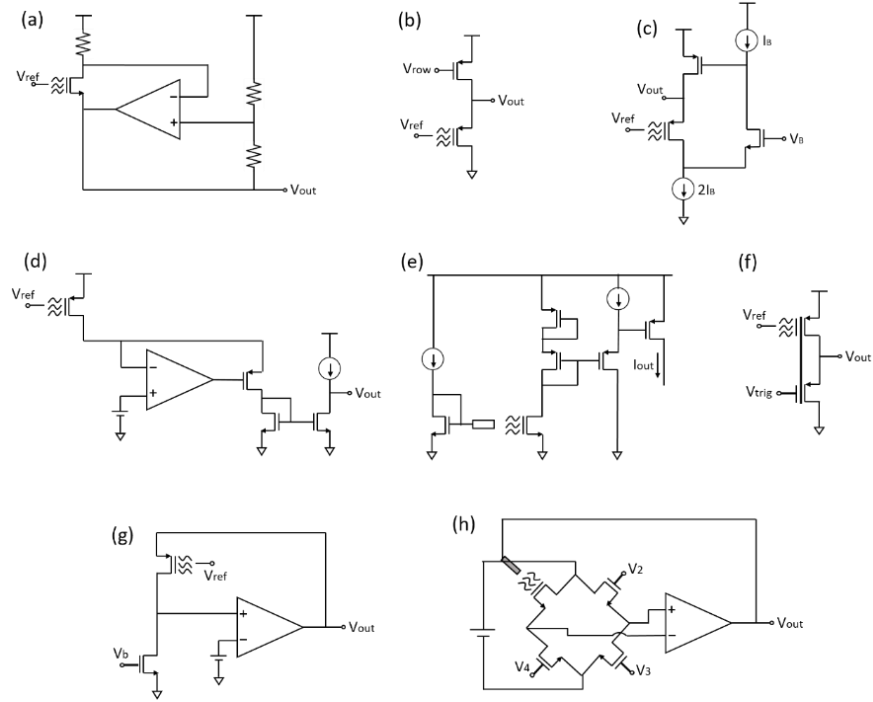 (a)
Vref
-
+
Vout
(b)
Vrow
Vout
Vref
(c)
IB
Vout
Vref
VB
2IB
(d)
Vref
-
+
Vout
(e)
Iout
(f)
Vref
Vout
Vtrig
(g)
Vref
+
-
Vout
Vb
(h)
V2
+
-
Vout
V4
V3